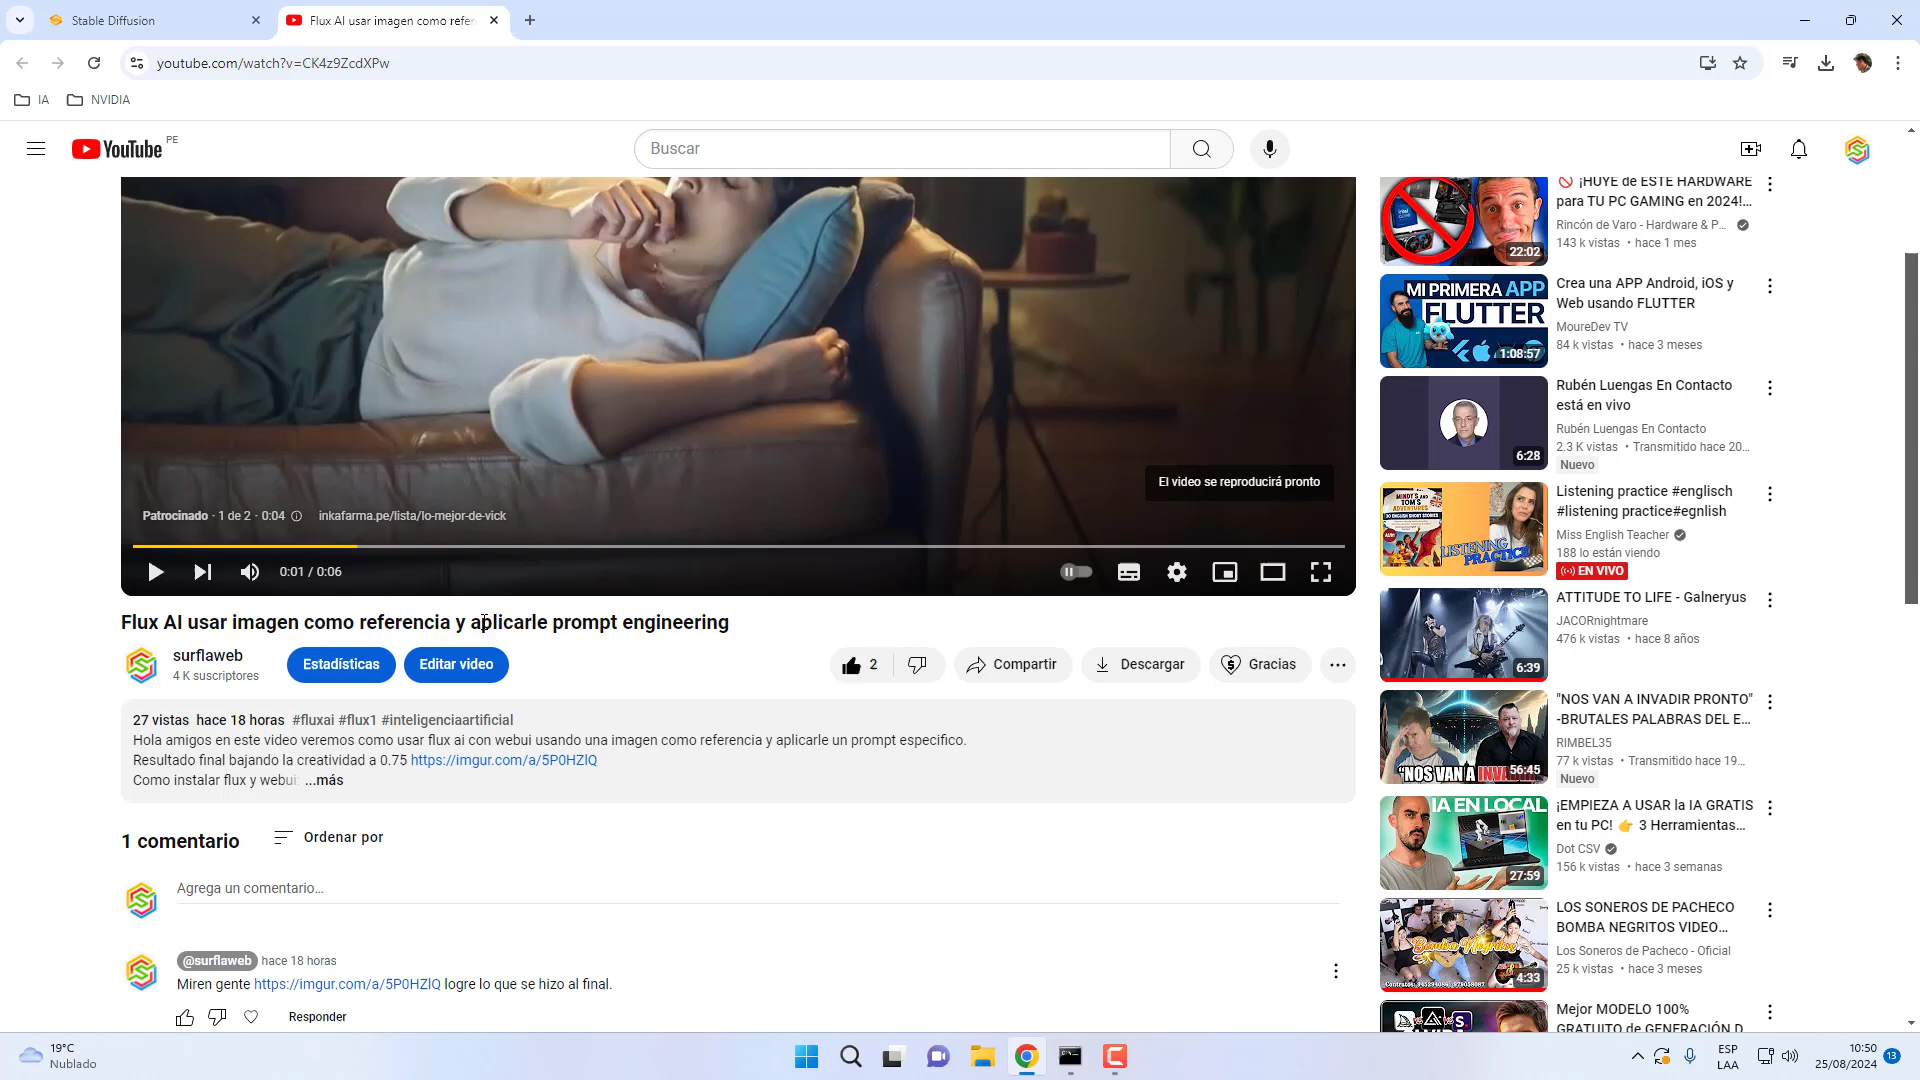 Stable Diffusion
Flux AI usar imagen como refer
youtube.com/watch?v=CK4z9ZcdXPw
IA
NVIDIA
YouTube PE
Buscar
El video se reproducirá pronto
Patrocinado · 1 de 2 · 0:04
inkafarma.pe/lista/lo-mejor-de-vick
0:01 / 0:06
Flux AI usar imagen como referencia y aplicarle prompt engineering
surflaweb
4 K suscriptores
Estadísticas
Editar video
2
Compartir
Descargar
Gracias
27 vistas hace 18 horas #fluxai #flux1 #inteligenciaartificial
Hola amigos en este video veremos como usar flux ai con webui usando una imagen como referencia y aplicarle un prompt especifico.
Resultado final bajando la creatividad a 0.75 https://imgur.com/a/5P0HZlQ
Como instalar flux y webui ...más
1 comentario
Ordenar por
Agrega un comentario...
@surflaweb hace 18 horas
Miren gente https://imgur.com/a/5P0HZlQ logre lo que se hizo al final.
Responder
22:02
¡HUYE de ESTE HARDWARE
para TU PC GAMING en 2024!...
Rincón de Varo - Hardware & P...
143 k vistas • hace 1 mes
MI PRIMERA APP
FLUTTER
1:08:57
Crea una APP Android, iOS y
Web usando FLUTTER
MoureDev TV
84 k vistas • hace 3 meses
6:28
Rubén Luengas En Contacto
está en vivo
Rubén Luengas En Contacto
2.3 K vistas • Transmitido hace 20...
Nuevo
MINDY'S AND
TOM'S
ADVENTURES
LISTENING
PRACTICE
Listening practice #englisch
#listening practice#egnlish
Miss English Teacher
188 lo están viendo
EN VIVO
6:39
ATTITUDE TO LIFE - Galneryus
JACORnightmare
476 k vistas • hace 8 años
"NOS VAN A INVA
56:45
"NOS VAN A INVADIR PRONTO"
-BRUTALES PALABRAS DEL E...
RIMBEL35
77 k vistas • Transmitido hace 19...
Nuevo
IA EN LOCAL
27:59
¡EMPIEZA A USAR la IA GRATIS
en tu PC! 👉 3 Herramientas...
Dot CSV
156 k vistas • hace 3 semanas
Bomba Negritos
4:33
LOS SONEROS DE PACHECO
BOMBA NEGRITOS VIDEO...
Los Soneros de Pacheco - Oficial
25 k vistas • hace 3 meses
Mejor MODELO 100%
GRATUITO de GENERACIÓN D
19°C
Nublado
ESP
LAA
10:50
25/08/2024
13